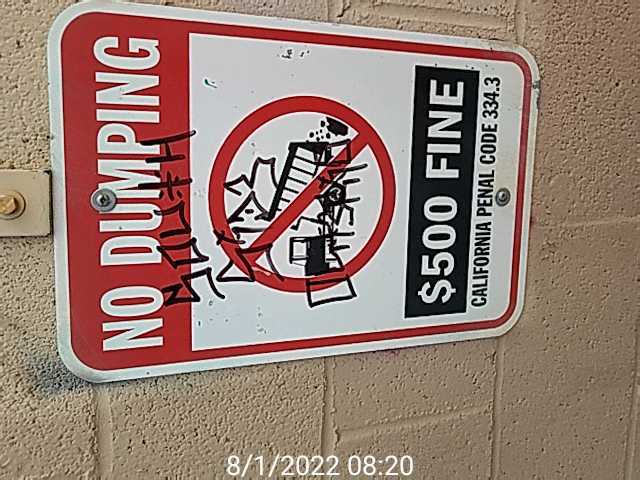 NO DUMPING
$500 FINE
CALIFORNIA PENAL CODE 334.3
8/1/2022 08:20